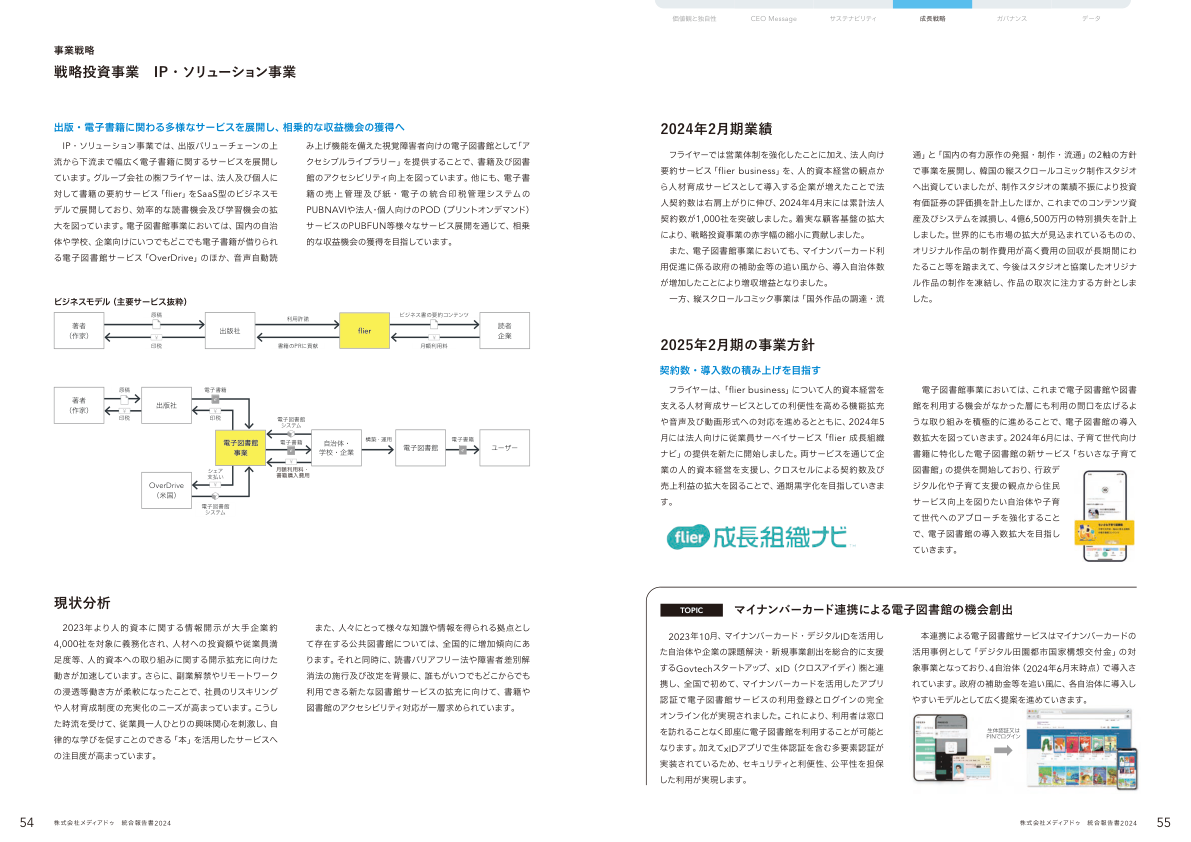 価値観と独自性
CEO Message
サステナビリティ
成長戦略
ガバナンス
データ
事業戦略
戦略投資事業　IP・ソリューション事業
出版・電子書籍に関わる多様なサービスを展開し、相乗的な収益機会の獲得へ
　IP・ソリューション事業では、出版バリューチェーンの上
流から下流まで幅広く電子書籍に関するサービスを展開し
ています。グループ会社の㈱フライヤーは、法人及び個人に
対して書籍の要約サービス「flier」をSaaS型のビジネスモ
デルで展開しており、効率的な読書機会及び学習機会の拡
大を図っています。電子図書館事業においては、国内の自治
体や学校、企業向けにいつでもどこでも電子書籍が借りられ
る電子図書館サービス「OverDrive」のほか、音声自動読
み上げ機能を備えた視覚障害者向けの電子図書館として「ア
クセシブルライブラリー」を提供することで、書籍及び図書
館のアクセシビリティ向上を図っています。他にも、電子書
籍の売上管理及び紙・電子の統合印税管理システムの
PUBNAVIや法人・個人向けのPOD（プリントオンデマンド）
サービスのPUBFUN等様々なサービス展開を通じて、相乗
的な収益機会の獲得を目指しています。
ビジネスモデル（主要サービス抜粋）
著者
（作家）
原稿
印税
出版社
利用許諾
書籍のPRに貢献
flier
ビジネス書の要約コンテンツ
月額利用料
読者
企業
著者
（作家）
原稿
印税
出版社
電子書籍
印税
電子図書館
事業
電子図書館
システム
電子書籍
月額利用料・
書籍購入費用
自治体・
学校・企業
構築・運用
電子図書館
電子書籍
ユーザー
シェア
支払い
OverDrive
（米国）
電子図書館
システム
現状分析
　2023年より人的資本に関する情報開示が大手企業約
4,000社を対象に義務化され、人材への投資額や従業員満
足度等、人的資本への取り組みに関する開示拡充に向けた
動きが加速しています。さらに、副業解禁やリモートワーク
の浸透等働き方が柔軟になったことで、社員のリスキリング
や人材育成制度の充実化のニーズが高まっています。こうし
た時流を受けて、従業員一人ひとりの興味関心を刺激し、自
律的な学びを促すことのできる「本」を活用したサービスへ
の注目度が高まっています。
　また、人々にとって様々な知識や情報を得られる拠点とし
て存在する公共図書館については、全国的に増加傾向にあ
ります。それと同時に、読書バリアフリー法や障害者差別解
消法の施行及び改定を背景に、誰もがいつでもどこからでも
利用できる新たな図書館サービスの拡充に向けて、書籍や
図書館のアクセシビリティ対応が一層求められています。
54
株式会社メディアドゥ　統合報告書2024
2024年2月期業績
　フライヤーでは営業体制を強化したことに加え、法人向け
要約サービス「flier business」を、人的資本経営の観点か
ら人材育成サービスとして導入する企業が増えたことで法
人契約数は右肩上がりに伸び、2024年4月末には累計法人
契約数が1,000社を突破しました。着実な顧客基盤の拡大
により、戦略投資事業の赤字幅の縮小に貢献しました。
　また、電子図書館事業においても、マイナンバーカード利
用促進に係る政府の補助金等の追い風から、導入自治体数
が増加したことにより増収増益となりました。
　一方、縦スクロールコミック事業は「国外作品の調達・流
通」と「国内の有力原作の発掘・制作・流通」の2軸の方針
で事業を展開し、韓国の縦スクロールコミック制作スタジオ
へ出資していましたが、制作スタジオの業績不振により投資
有価証券の評価損を計上したほか、これまでのコンテンツ資
産及びシステムを減損し、4億6,500万円の特別損失を計上
しました。世界的にも市場の拡大が見込まれているものの、
オリジナル作品の制作費用が高く費用の回収が長期間にわ
たること等を踏まえて、今後はスタジオと協業したオリジナ
ル作品の制作を凍結し、作品の取次に注力する方針としま
した。
2025年2月期の事業方針
契約数・導入数の積み上げを目指す
　フライヤーは、「flier business」について人的資本経営を
支える人材育成サービスとしての利便性を高める機能拡充
や音声及び動画形式への対応を進めるとともに、2024年5
月には法人向けに従業員サーベイサービス「flier 成長組織
ナビ」の提供を新たに開始しました。両サービスを通じて企
業の人的資本経営を支援し、クロスセルによる契約数及び
売上利益の拡大を図ることで、通期黒字化を目指していきま
す。
flier 成長組織ナビ
　電子図書館事業においては、これまで電子図書館や図書
館を利用する機会がなかった層にも利用の間口を広げるよ
うな取り組みを積極的に進めることで、電子図書館の導入
数拡大を図っていきます。2024年6月には、子育て世代向け
書籍に特化した電子図書館の新サービス「ちいさな子育て
図書館」の提供を開始しており、行政デ
ジタル化や子育て支援の観点から住民
サービス向上を図りたい自治体や子育
て世代へのアプローチを強化すること
で、電子図書館の導入数拡大を目指し
ていきます。
TOPIC
マイナンバーカード連携による電子図書館の機会創出
　2023年10月、マイナンバーカード・デジタルIDを活用し
た自治体や企業の課題解決・新規事業創出を総合的に支援
するGovtechスタートアップ、xID（クロスアイディ）㈱と連
携し、全国で初めて、マイナンバーカードを活用したアプリ
認証で電子図書館サービスの利用登録とログインの完全
オンライン化が実現されました。これにより、利用者は窓口
を訪れることなく即座に電子図書館を利用することが可能と
なります。加えてxIDアプリで生体認証を含む多要素認証が
実装されているため、セキュリティと利便性、公平性を担保
した利用が実現します。
　本連携による電子図書館サービスはマイナンバーカードの
活用事例として「デジタル田園都市国家構想交付金」の対
象事業となっており、4自治体（2024年6月末時点）で導入さ
れています。政府の補助金等を追い風に、各自治体に導入し
やすいモデルとして広く提案を進めていきます。
生体認証又は
PINでログイン
株式会社メディアドゥ　統合報告書2024
55